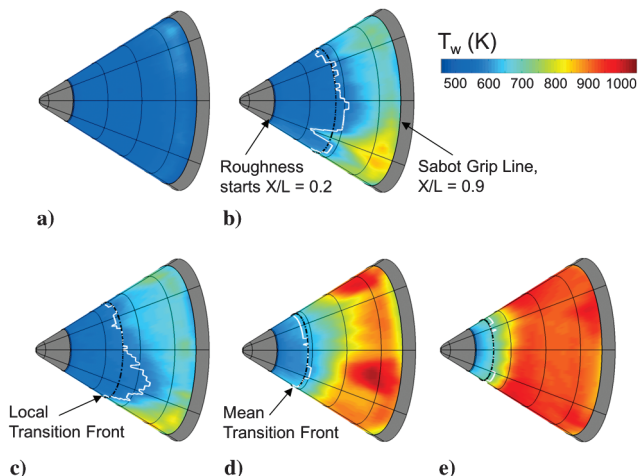 T_w (K)
500 600 700 800 900 1000
Roughness
starts X/L = 0.2
Sabot Grip Line,
X/L = 0.9
a)
b)
Local
Transition Front
Mean
Transition Front
c)
d)
e)